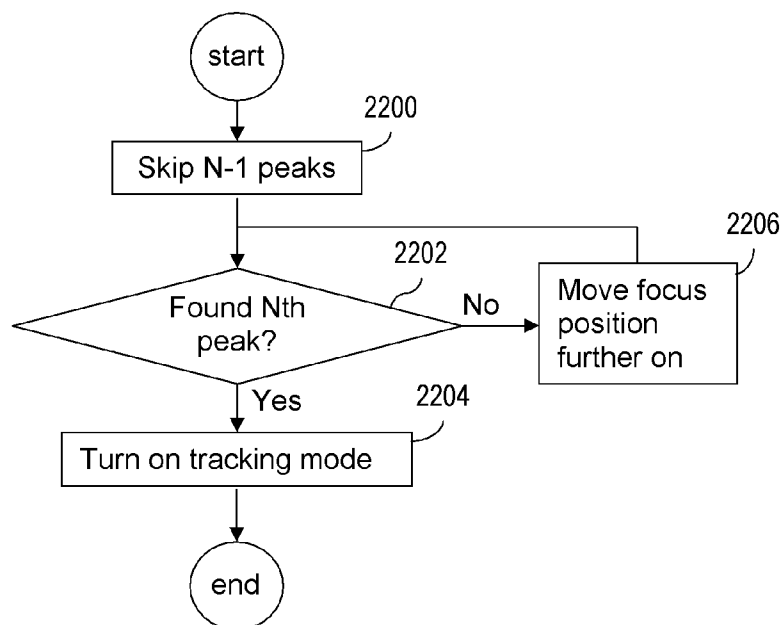 start
2200
Skip N-1 peaks
2206
2202
Found Nth
peak?
No
Move focus
position
further on
Yes
2204
Turn on tracking mode
end